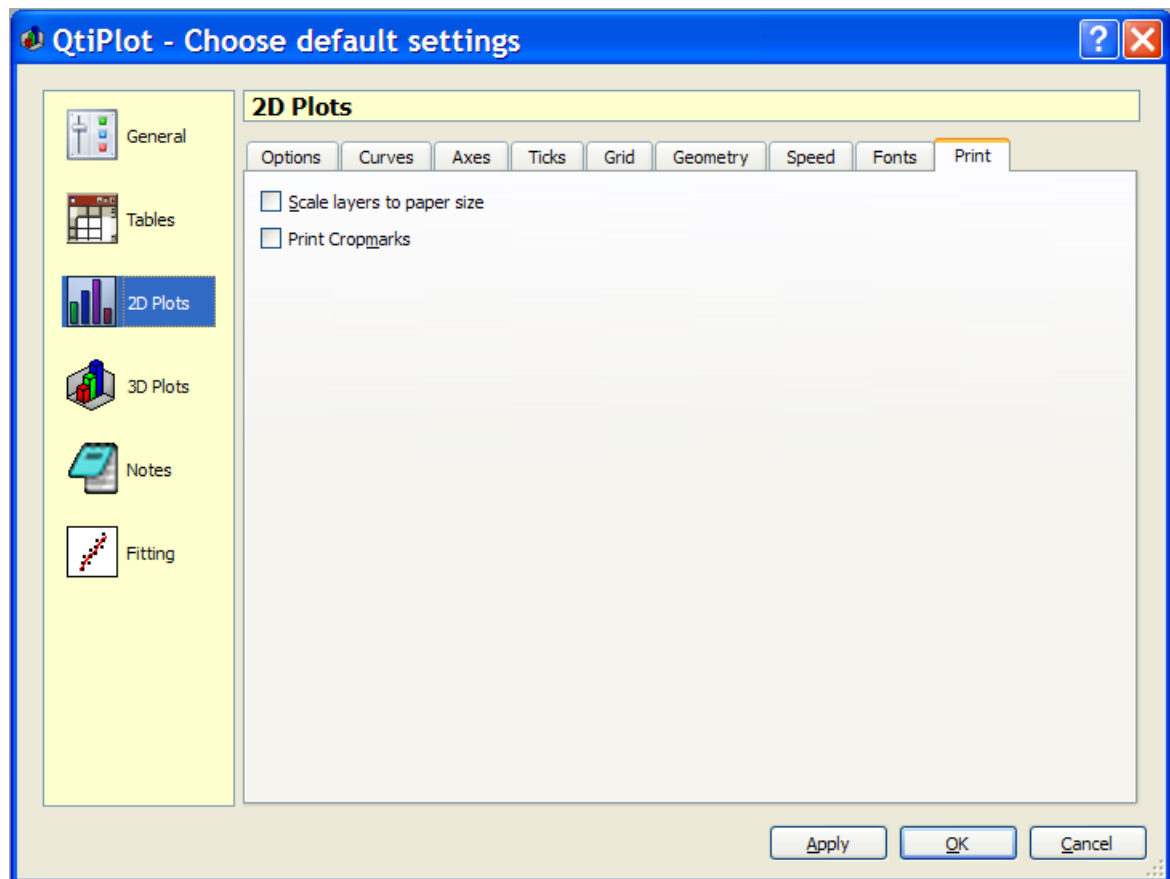 QtiPlot - Choose default settings
General
Tables
2D Plots
3D Plots
Notes
Fitting
2D Plots
Options Curves Axes Ticks Grid Geometry Speed Fonts Print
Scale layers to paper size
Print Cropmarks
Apply OK Cancel